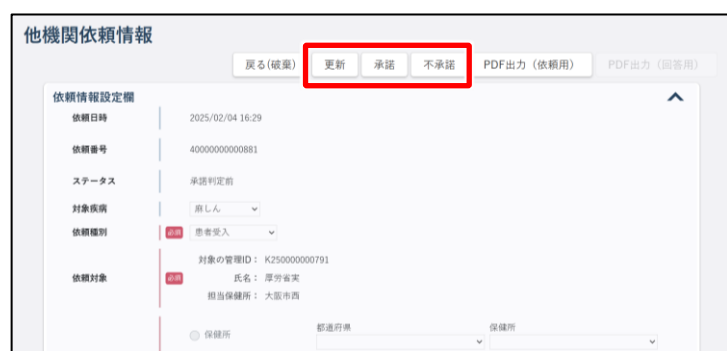 他機関依頼情報
戻る(破棄) 更新 承諾 不承諾 PDF出力（依頼用） PDF出力（回答用）
依頼情報設定欄
依頼日時 2025/02/04 16:29
依頼番号 40000000000881
ステータス 承諾判定前
対象疾病 麻しん
依頼種別 必須 患者受入
対象の管理ID： K250000000791
依頼対象 必須 氏名： 厚労省実
担当保健所： 大阪市西
都道府県 保健所
保健所